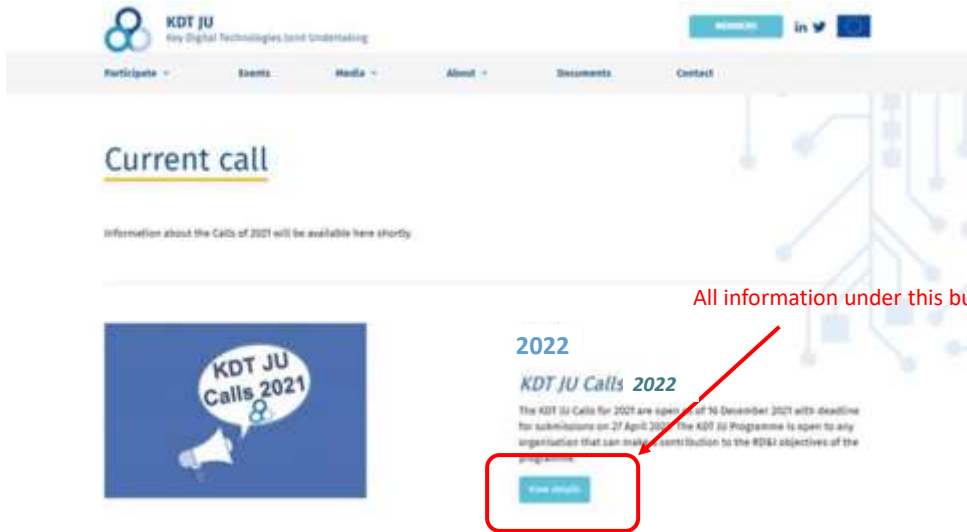 KDT JU
Key Digital Technologies Joint Undertaking
MEMBERS
in
Participate
Events
Media
About
Documents
Contact
Current call
Information about the Calls of 2021 will be available here shortly.
All information under this bu
KDT JU
Calls 2021
2022
KDT JU Calls 2022
The KDT JU Calls for 2021 are open as of 16 December 2021 with deadline
for submissions on 27 April 2022. The KDT JU Programme is open to any
organisation that can make a contribution to the RD&I objectives of the
programme.
View details